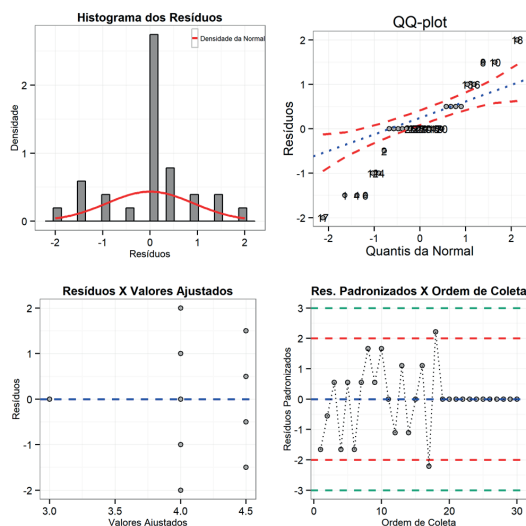 Histograma dos Resíduos
Densidade da Normal
Densidade
2
1
0
-2 -1 0 1 2
Resíduos
QQ-plot
Resíduos
2
1
0
-1
-2
18
-2 -1 0 1 2
Quantis da Normal
Resíduos X Valores Ajustados
Resíduos
2
1
0
-1
-2
3.0 3.5 4.0 4.5
Valores Ajustados
Res. Padronizados X Ordem de Coleta
Resíduos Padronizados
3
2
1
0
-1
-2
-3
0 10 20 30
Ordem de Coleta